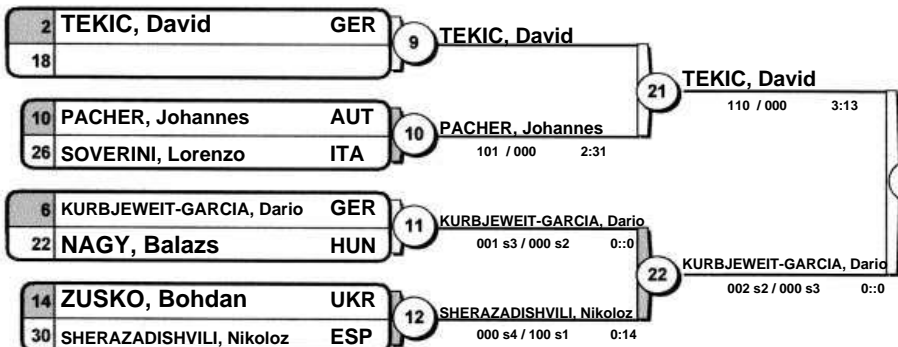 2 TEKIC, David GER
18
9
TEKIC, David
10 PACHER, Johannes AUT
26 SOVERINI, Lorenzo ITA
10
PACHER, Johannes
101 / 000 2:31
21
TEKIC, David
110 / 000 3:13
6 KURBJEWEIT-GARCIA, Dario GER
22 NAGY, Balazs HUN
11
KURBJEWEIT-GARCIA, Dario
001 s3 / 000 s2 0::0
14 ZUSKO, Bohdan UKR
30 SHERAZADISHVILI, Nikoloz ESP
12
SHERAZADISHVILI, Nikoloz
000 s4 / 100 s1 0:14
22
KURBJEWEIT-GARCIA, Dario
002 s2 / 000 s3 0::0